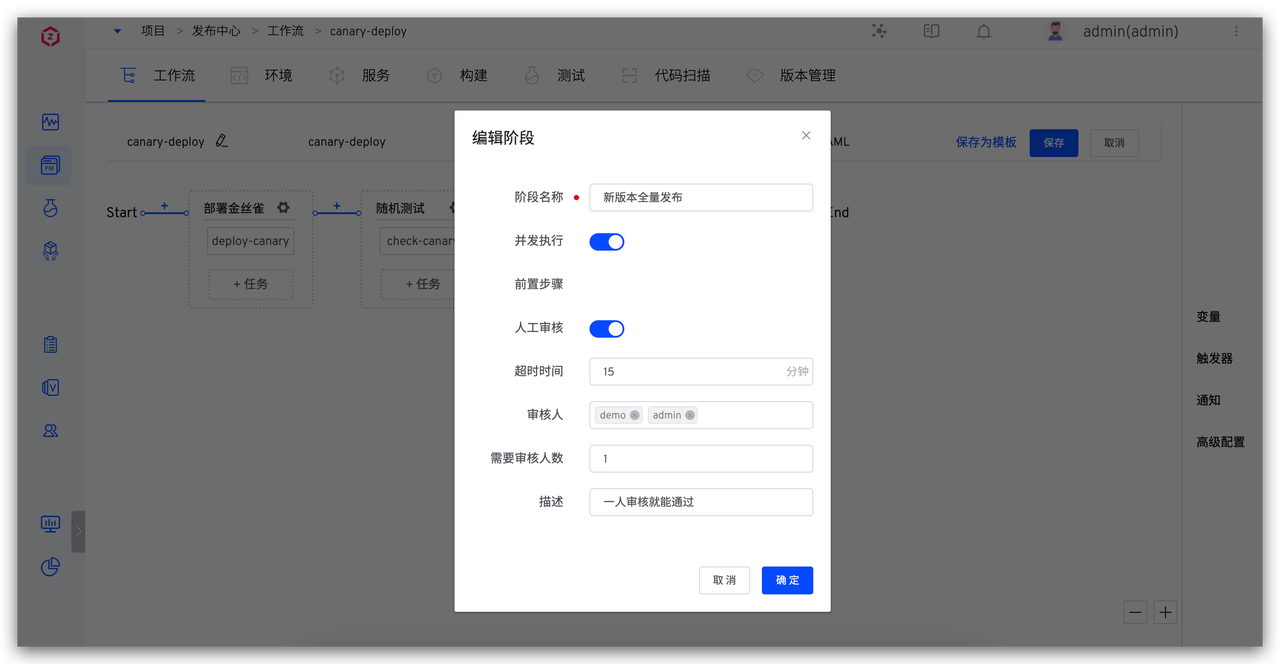 项目 > 发布中心 > 工作流 > canary-deploy
admin(admin)
工作流 环境 服务 构建 测试 代码扫描 版本管理
canary-deploy canary-deploy
保存为模板 保存 取消
Start
部署金丝雀
deploy-canary
+ 任务
随机测试
check-canar
+ 任务
变量
触发器
通知
高级配置
编辑阶段
阶段名称 新版本全量发布
并发执行
前置步骤
人工审核
超时时间 15 分钟
审核人 demo admin
需要审核人数 1
描述 一人审核就能通过
取 消 确 定